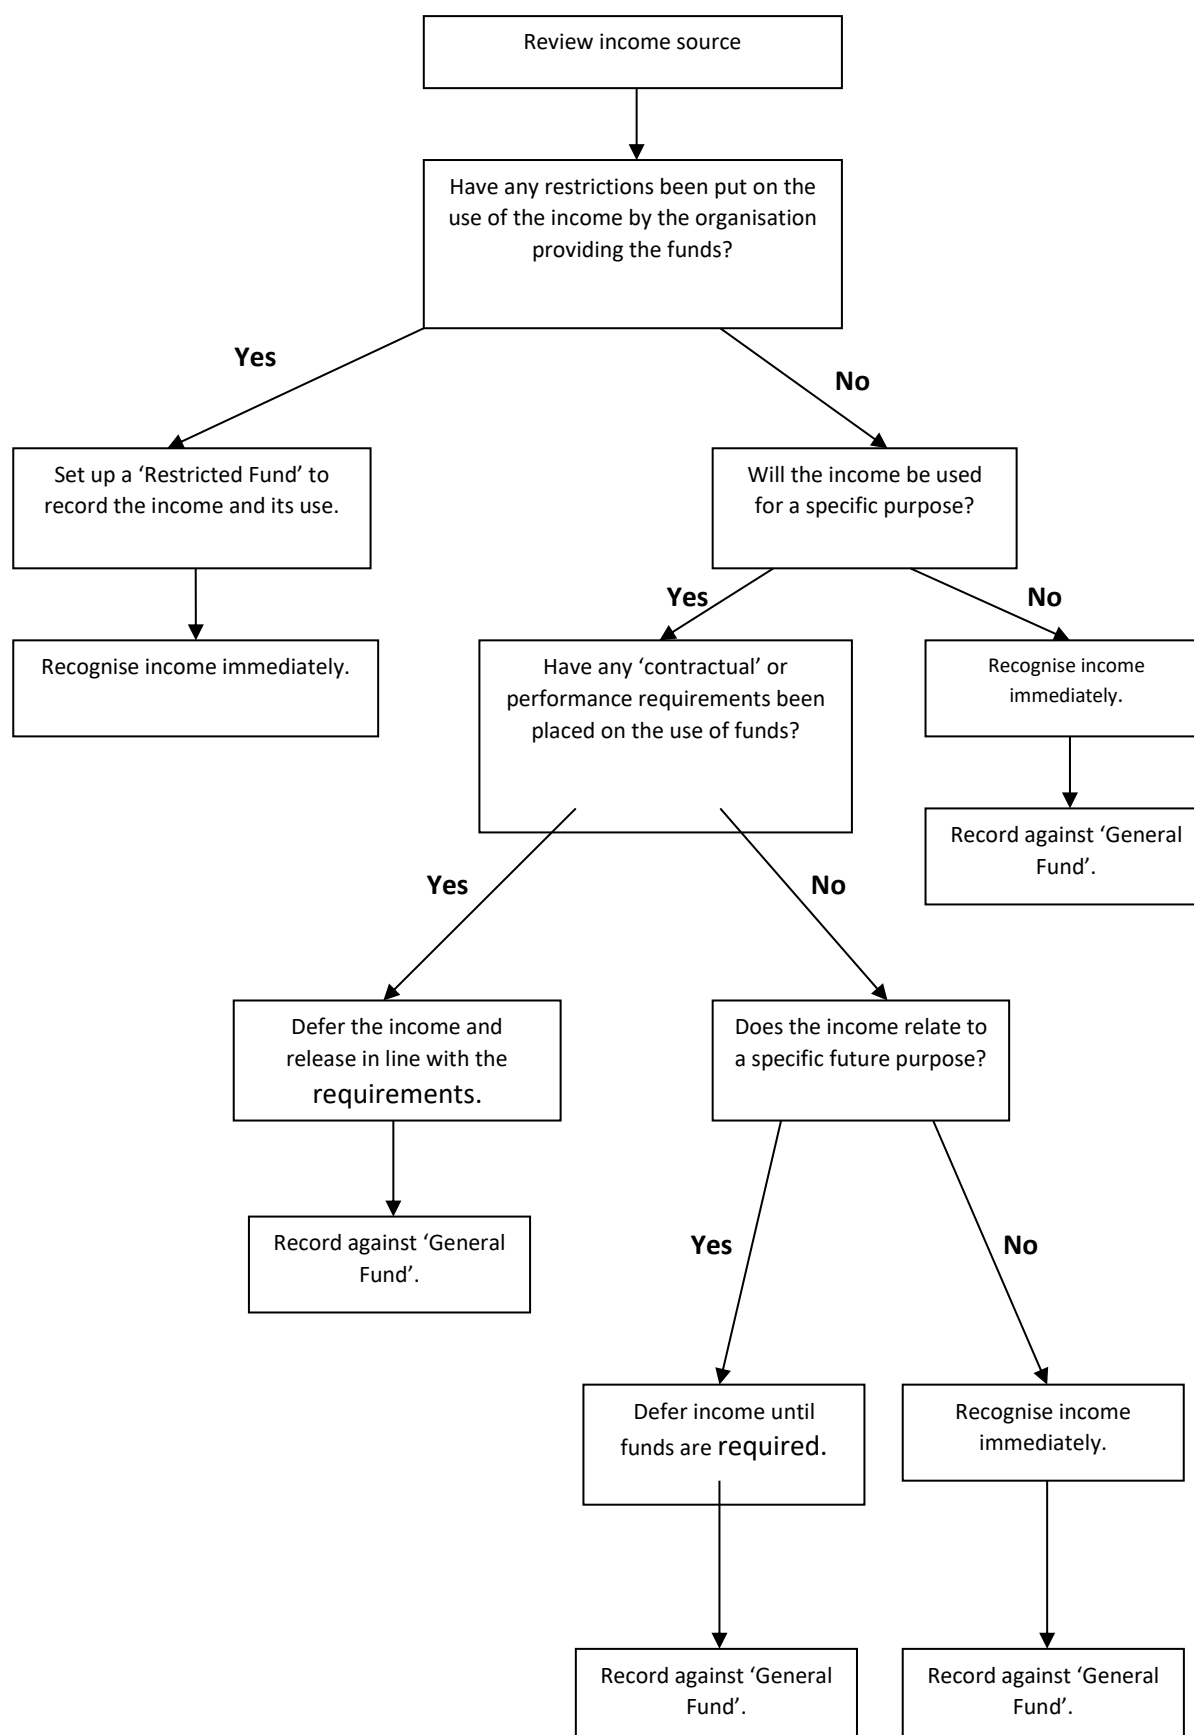 Review income source
Have any restrictions been put on the
use of the income by the organisation
providing the funds?
Yes
No
Set up a ‘Restricted Fund’ to
record the income and its use.
Will the income be used
for a specific purpose?
Yes
No
Recognise income immediately.
Have any ‘contractual’ or
performance requirements been
placed on the use of funds?
Recognise income
immediately.
Record against ‘General
Fund’.
Yes
No
Defer the income and
release in line with the
requirements.
Does the income relate to
a specific future purpose?
Record against ‘General
Fund’.
Yes
No
Defer income until
funds are required.
Recognise income
immediately.
Record against ‘General
Fund’.
Record against ‘General
Fund’.